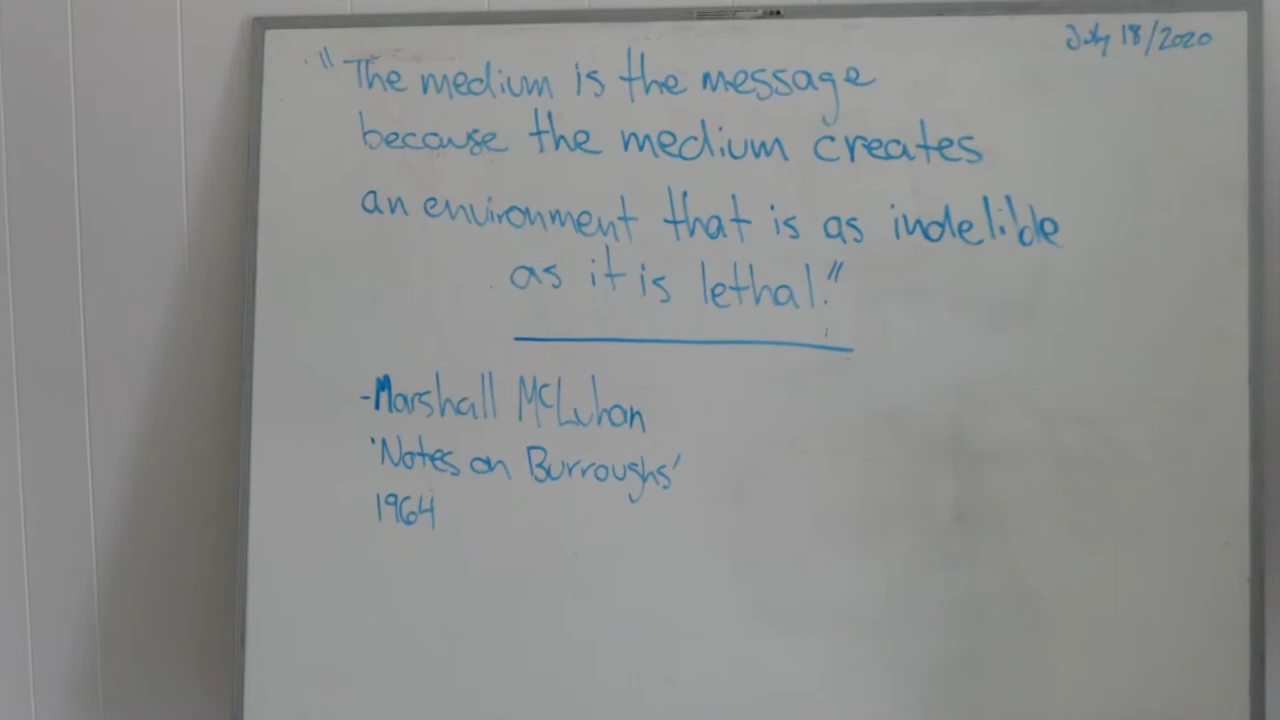 July 18/2020
"The medium is the message
because the medium creates
an environment that is as indelible
as it is lethal."
-Marshall McLuhan
'Notes on Burroughs'
1964